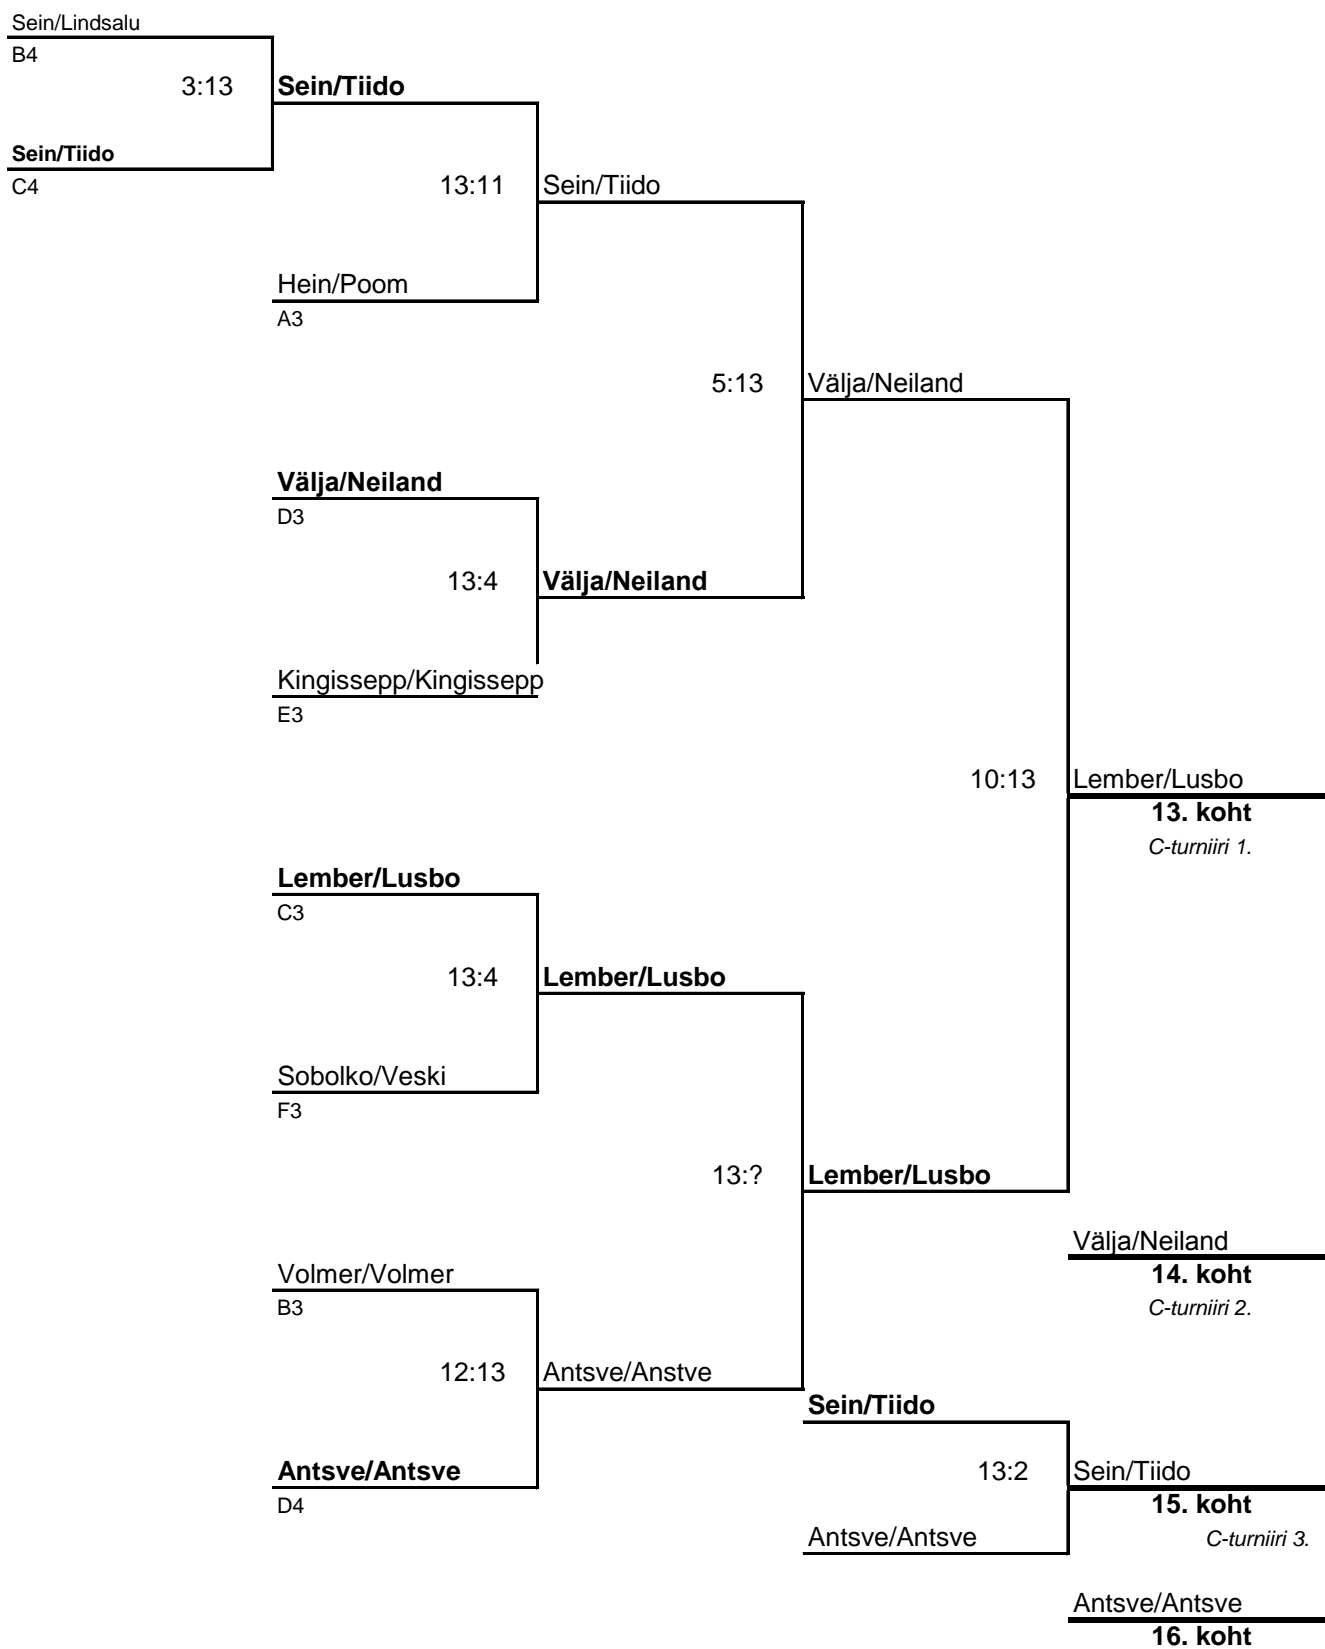 Sein/Lindsalu
B4
3:13
Sein/Tiido
Sein/Tiido
C4
13:11
Sein/Tiido
Hein/Poom
A3
5:13
Välja/Neiland
Välja/Neiland
D3
13:4
Välja/Neiland
Kingissepp/Kingissepp
E3
10:13
Lember/Lusbo
13. koht
C-turniiri 1.
Lember/Lusbo
C3
13:4
Lember/Lusbo
Sobolko/Veski
F3
13:?
Lember/Lusbo
Välja/Neiland
14. koht
C-turniiri 2.
Volmer/Volmer
B3
12:13
Antsve/Anstve
Sein/Tiido
Antsve/Antsve
D4
13:2
Sein/Tiido
15. koht
C-turniiri 3.
Antsve/Antsve
Antsve/Antsve
16. koht